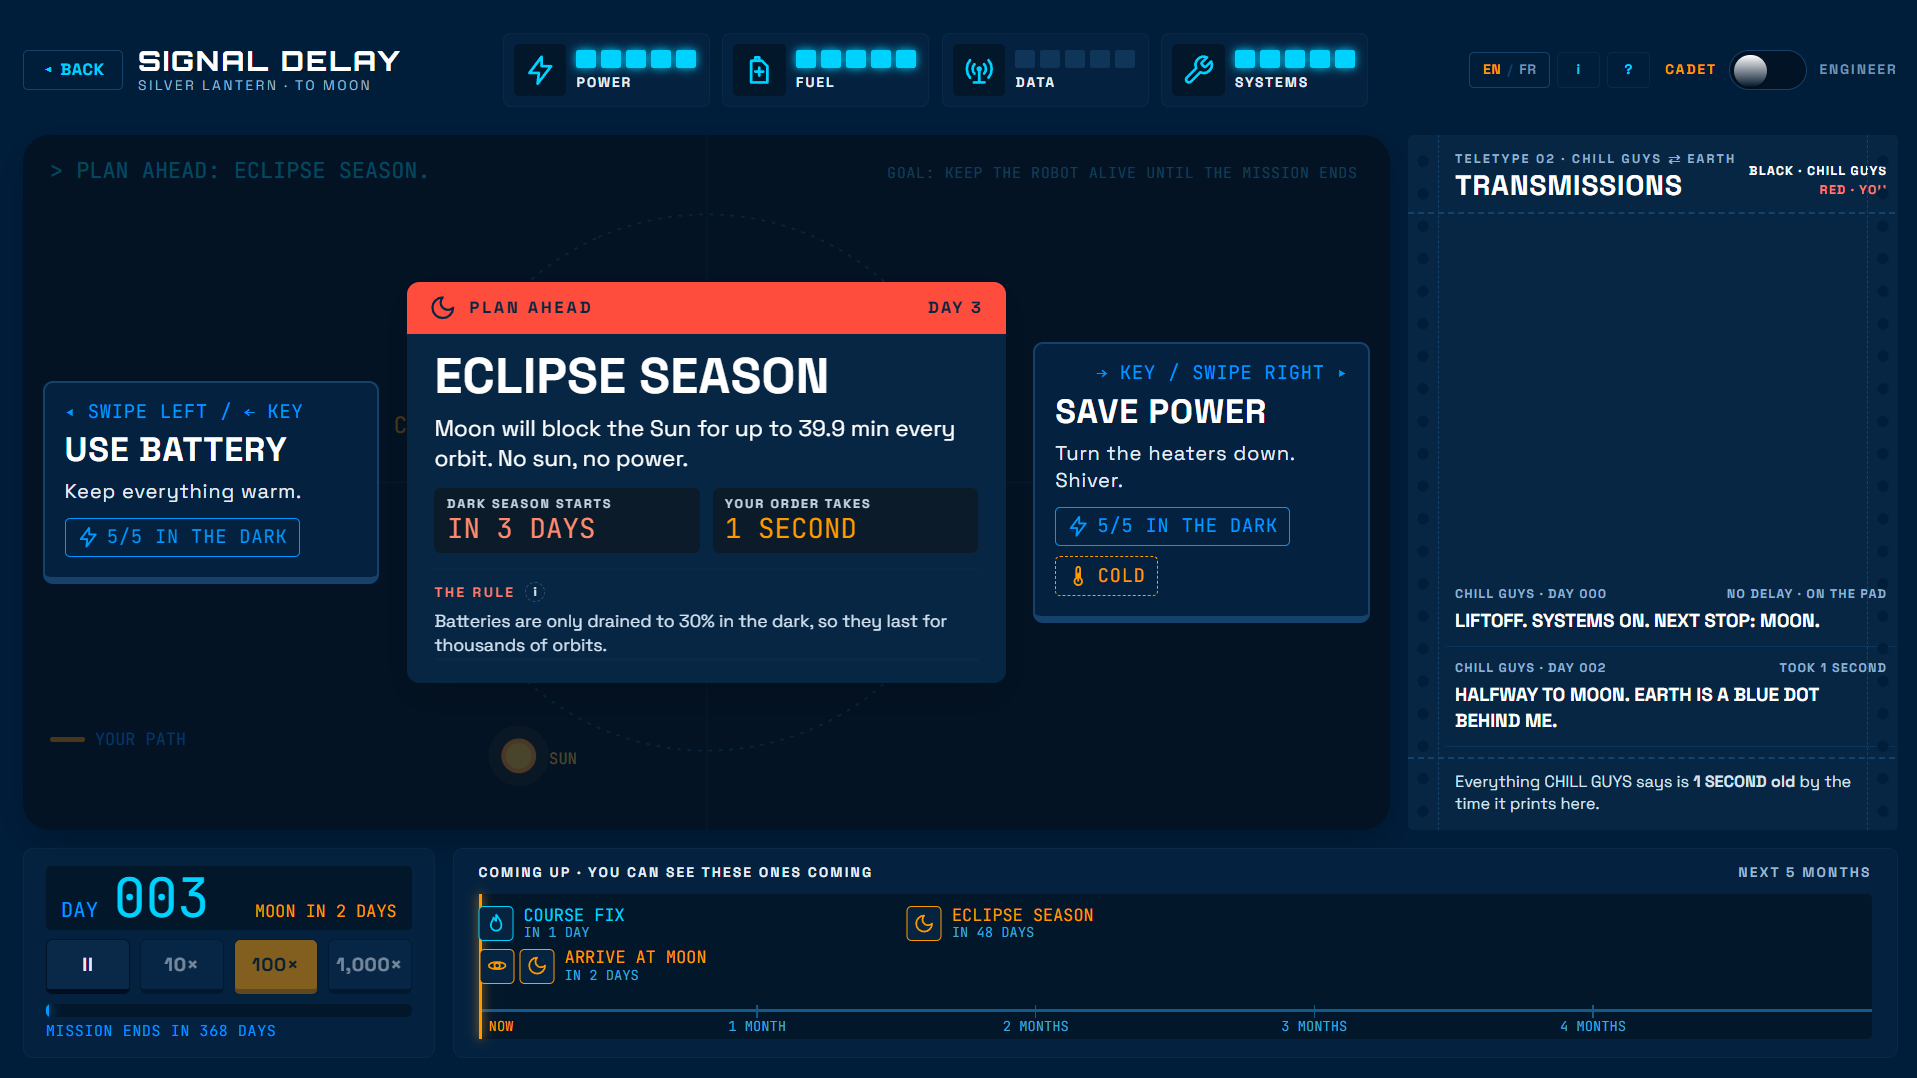 BACK
SIGNAL DELAY
SILVER LANTERN · TO MOON
POWER
FUEL
DATA
SYSTEMS
EN / FR
i
?
CADET
ENGINEER
> PLAN AHEAD: ECLIPSE SEASON.
GOAL: KEEP THE ROBOT ALIVE UNTIL THE MISSION ENDS
◂ SWIPE LEFT / ← KEY
USE BATTERY
Keep everything warm.
5/5 IN THE DARK
C
PLAN AHEAD
DAY 3
ECLIPSE SEASON
Moon will block the Sun for up to 39.9 min every
orbit. No sun, no power.
DARK SEASON STARTS
IN 3 DAYS
YOUR ORDER TAKES
1 SECOND
THE RULE i
Batteries are only drained to 30% in the dark, so they last for
thousands of orbits.
→ KEY / SWIPE RIGHT ▸
SAVE POWER
Turn the heaters down.
Shiver.
5/5 IN THE DARK
COLD
YOUR PATH
SUN
TELETYPE 02 · CHILL GUYS ⇄ EARTH
TRANSMISSIONS
BLACK · CHILL GUYS
RED ·
CHILL GUYS · DAY 000
NO DELAY · ON THE PAD
LIFTOFF. SYSTEMS ON. NEXT STOP: MOON.
CHILL GUYS · DAY 002
TOOK 1 SECOND
HALFWAY TO MOON. EARTH IS A BLUE DOT
BEHIND ME.
Everything CHILL GUYS says is 1 SECOND old by the
time it prints here.
DAY 003
MOON IN 2 DAYS
10×
100×
1,000×
MISSION ENDS IN 368 DAYS
COMING UP · YOU CAN SEE THESE ONES COMING
NEXT 5 MONTHS
COURSE FIX
IN 1 DAY
ECLIPSE SEASON
IN 48 DAYS
ARRIVE AT MOON
IN 2 DAYS
NOW
1 MONTH
2 MONTHS
3 MONTHS
4 MONTHS